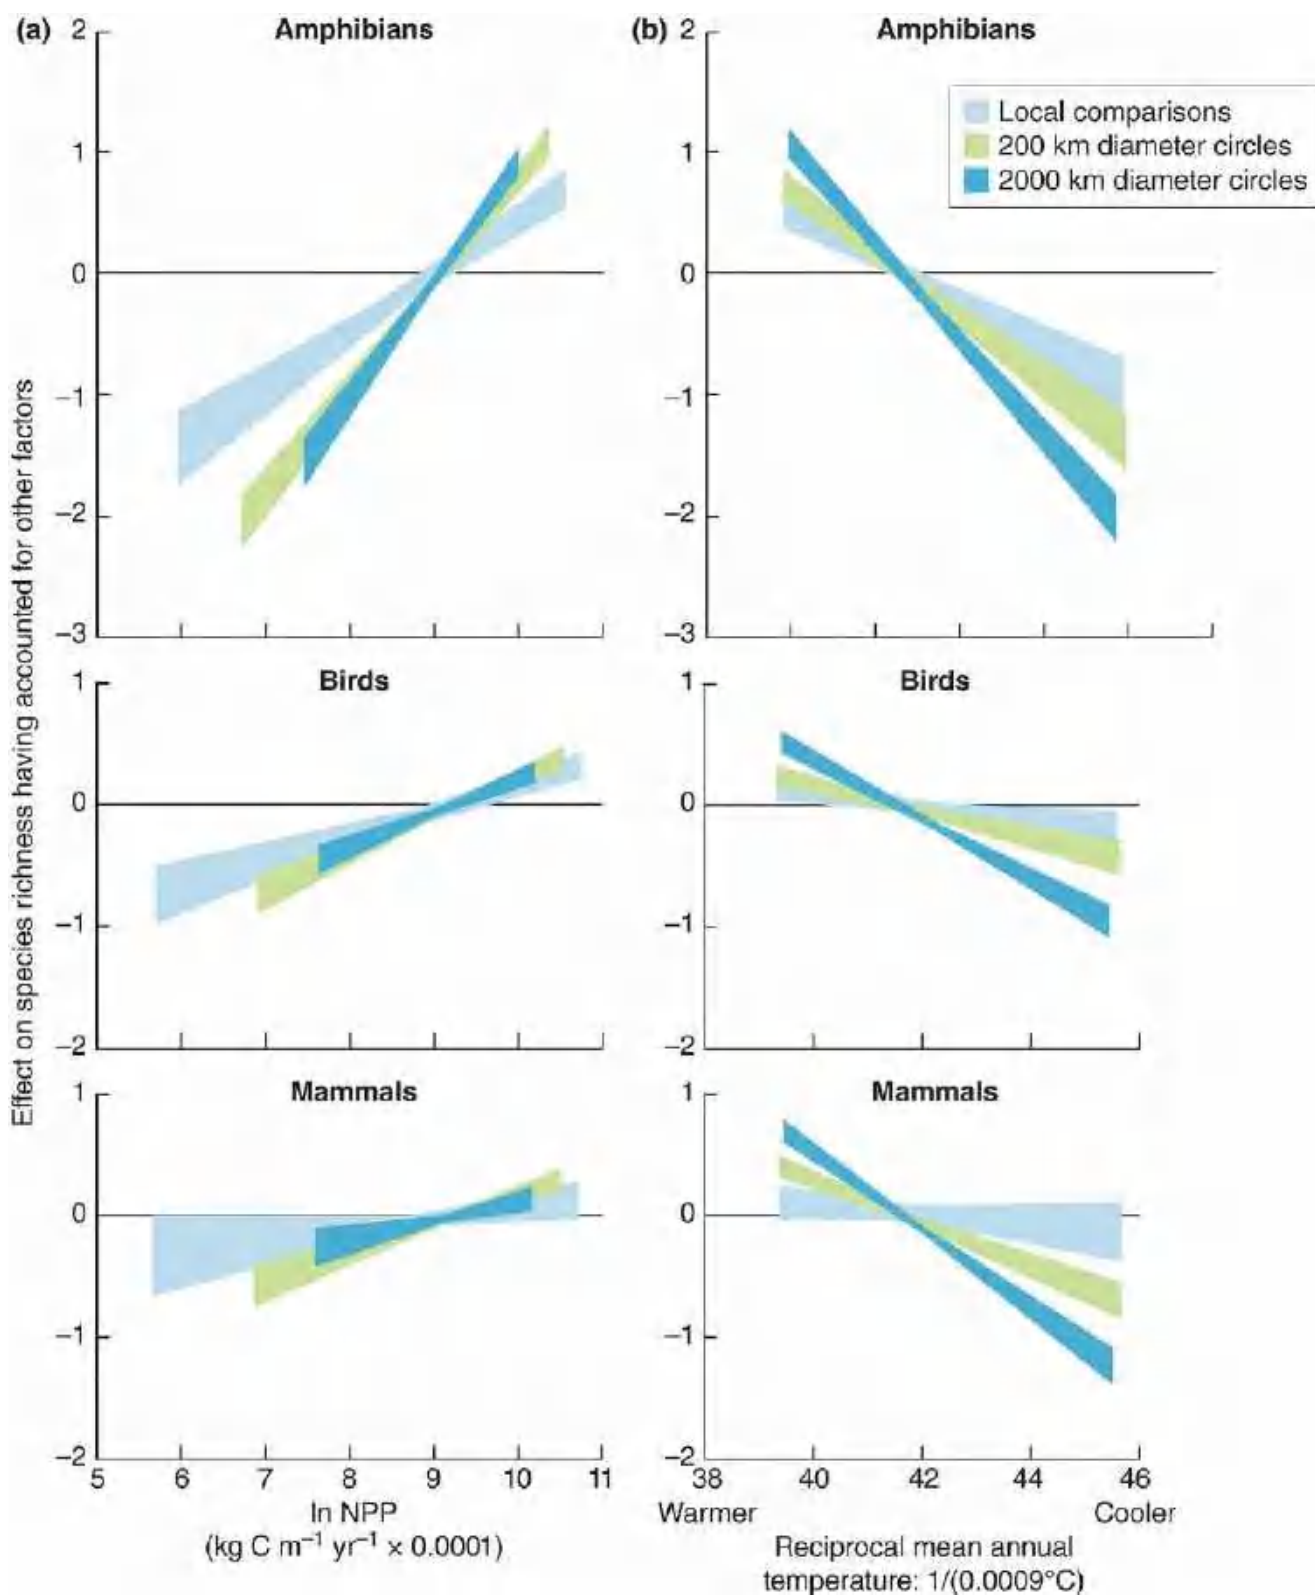 (a)
Amphibians
2
1
0
–1
–2
–3
(b)
Amphibians
2
1
0
–1
–2
–3
Local comparisons
200 km diameter circles
2000 km diameter circles
Effect on species richness having accounted for other factors
Birds
1
0
–1
–2
Birds
1
0
–1
–2
Mammals
1
0
–1
–2
5 6 7 8 9 10 11
In NPP
(kg C m⁻¹ yr⁻¹ × 0.0001)
Mammals
1
0
–1
–2
38 40 42 44 46
Warmer Cooler
Reciprocal mean annual
temperature: 1/(0.0009°C)